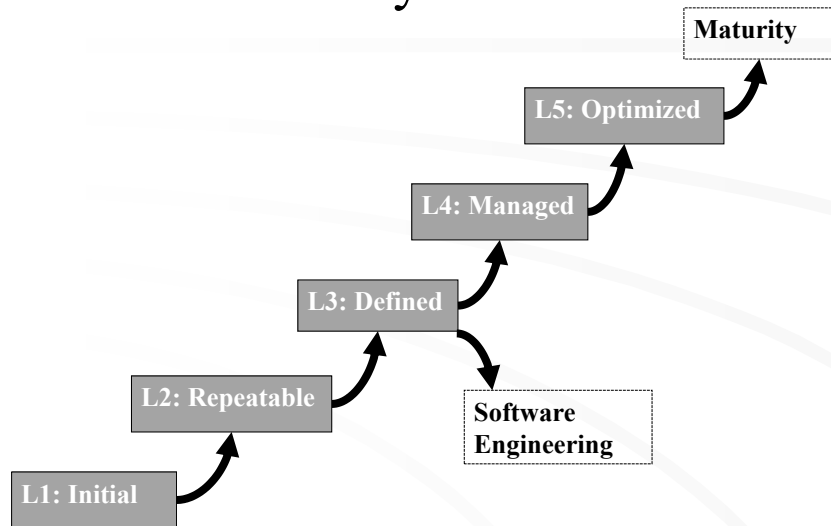 Maturity
L5: Optimized
L4: Managed
L3: Defined
L2: Repeatable
Software
Engineering
L1: Initial